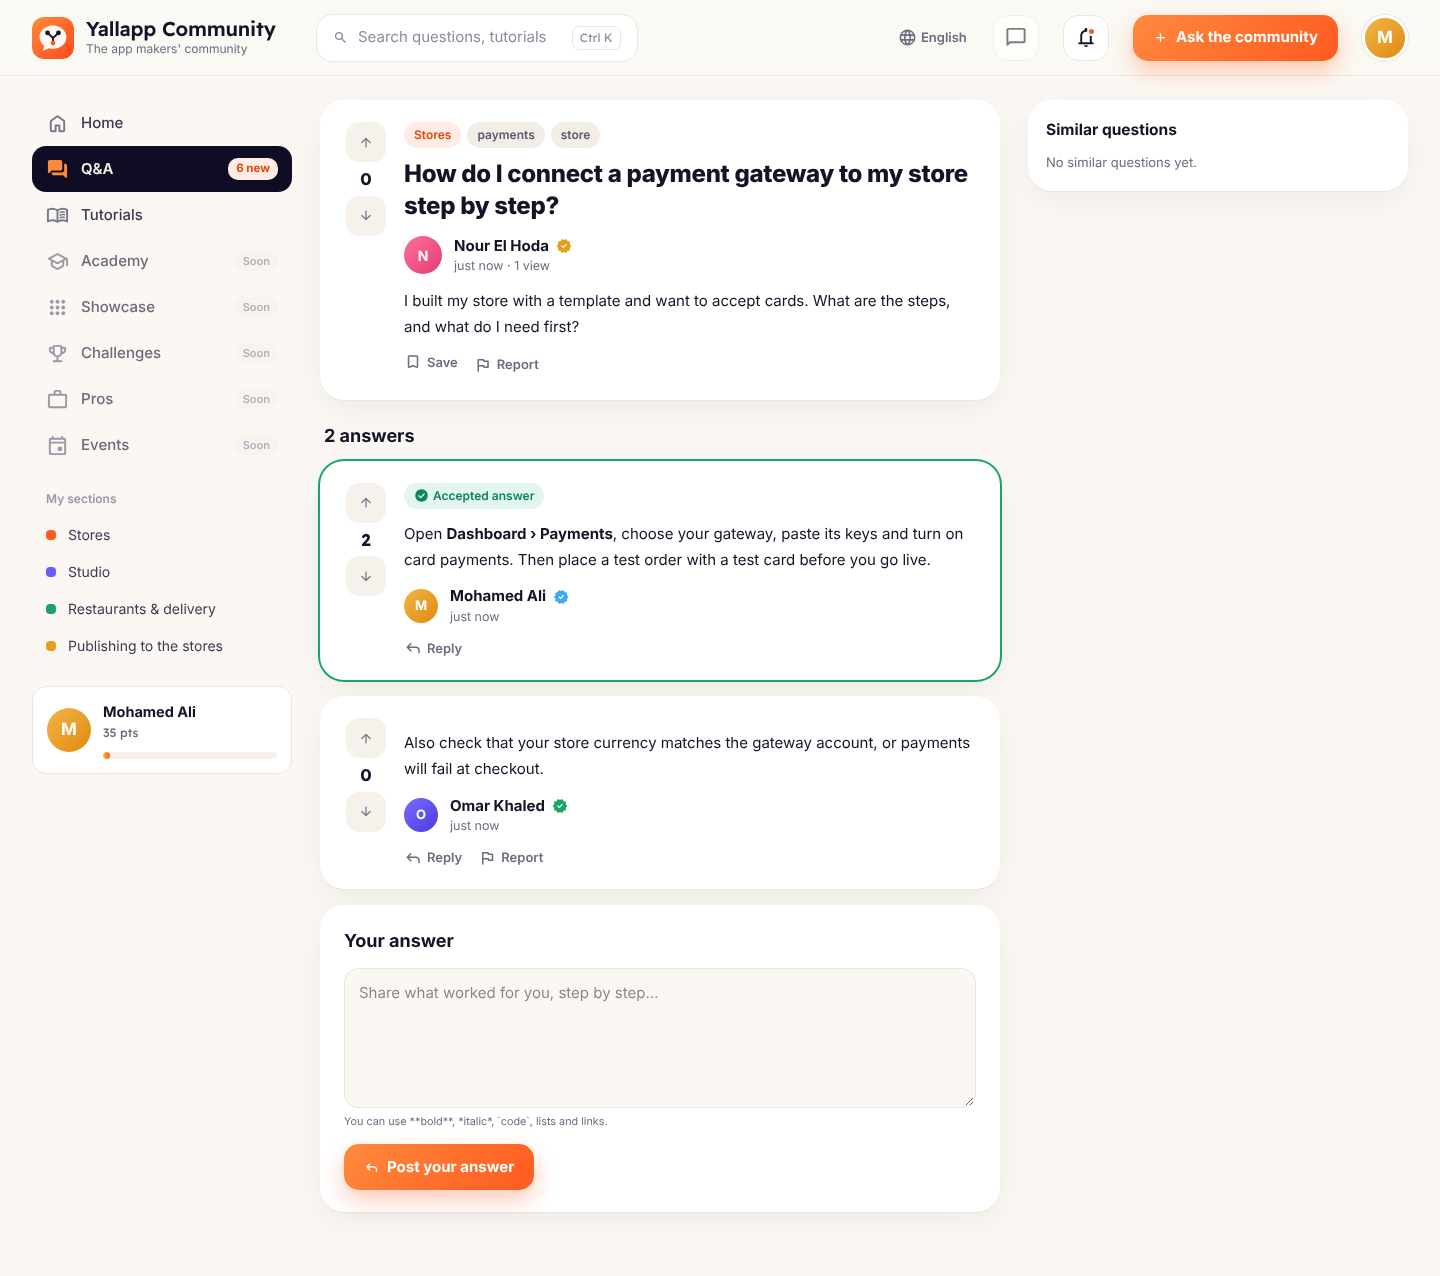 Yallapp Community
The app makers' community
Search questions, tutorials
Ctrl K
English
Ask the community
M
Home
Q&A
6 new
Tutorials
Academy
Soon
Showcase
Soon
Challenges
Soon
Pros
Soon
Events
Soon
My sections
Stores
Studio
Restaurants & delivery
Publishing to the stores
M
Mohamed Ali
35 pts
Stores
payments
store
0
How do I connect a payment gateway to my store
step by step?
N
Nour El Hoda
just now · 1 view
I built my store with a template and want to accept cards. What are the steps,
and what do I need first?
Save
Report
2 answers
Accepted answer
2
Open Dashboard › Payments, choose your gateway, paste its keys and turn on
card payments. Then place a test order with a test card before you go live.
M
Mohamed Ali
just now
Reply
0
Also check that your store currency matches the gateway account, or payments
will fail at checkout.
O
Omar Khaled
just now
Reply
Report
Your answer
Share what worked for you, step by step...
You can use **bold**, *italic*, `code`, lists and links.
Post your answer
Similar questions
No similar questions yet.